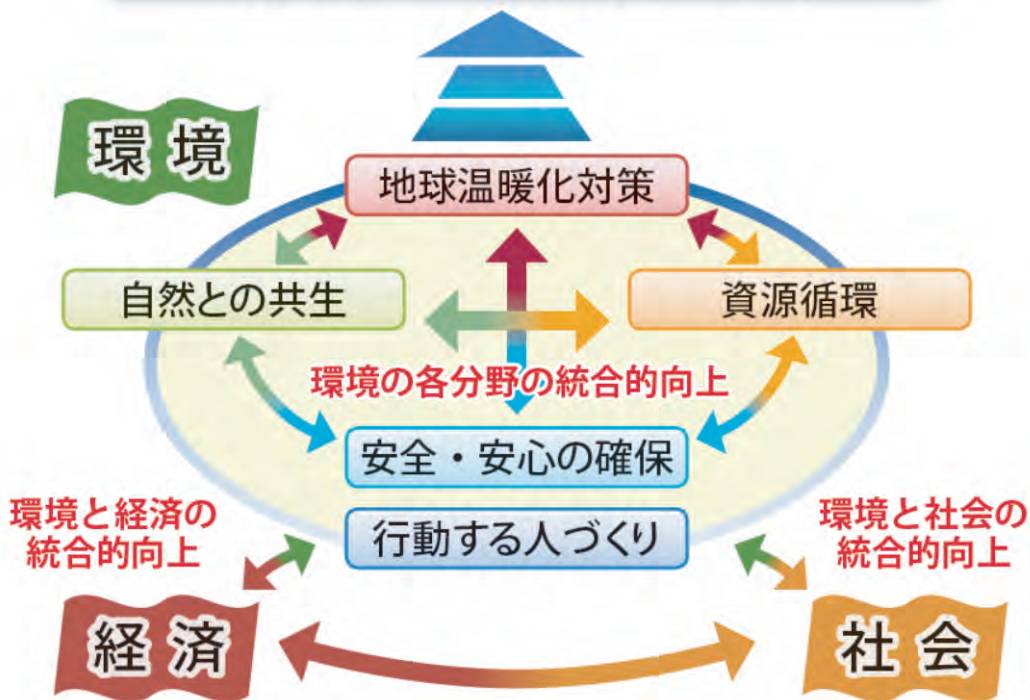 環境
地球温暖化対策
自然との共生
資源循環
環境の各分野の統合的向上
安全・安心の確保
行動する人づくり
環境と経済の
統合的向上
環境と社会の
統合的向上
経済
社会